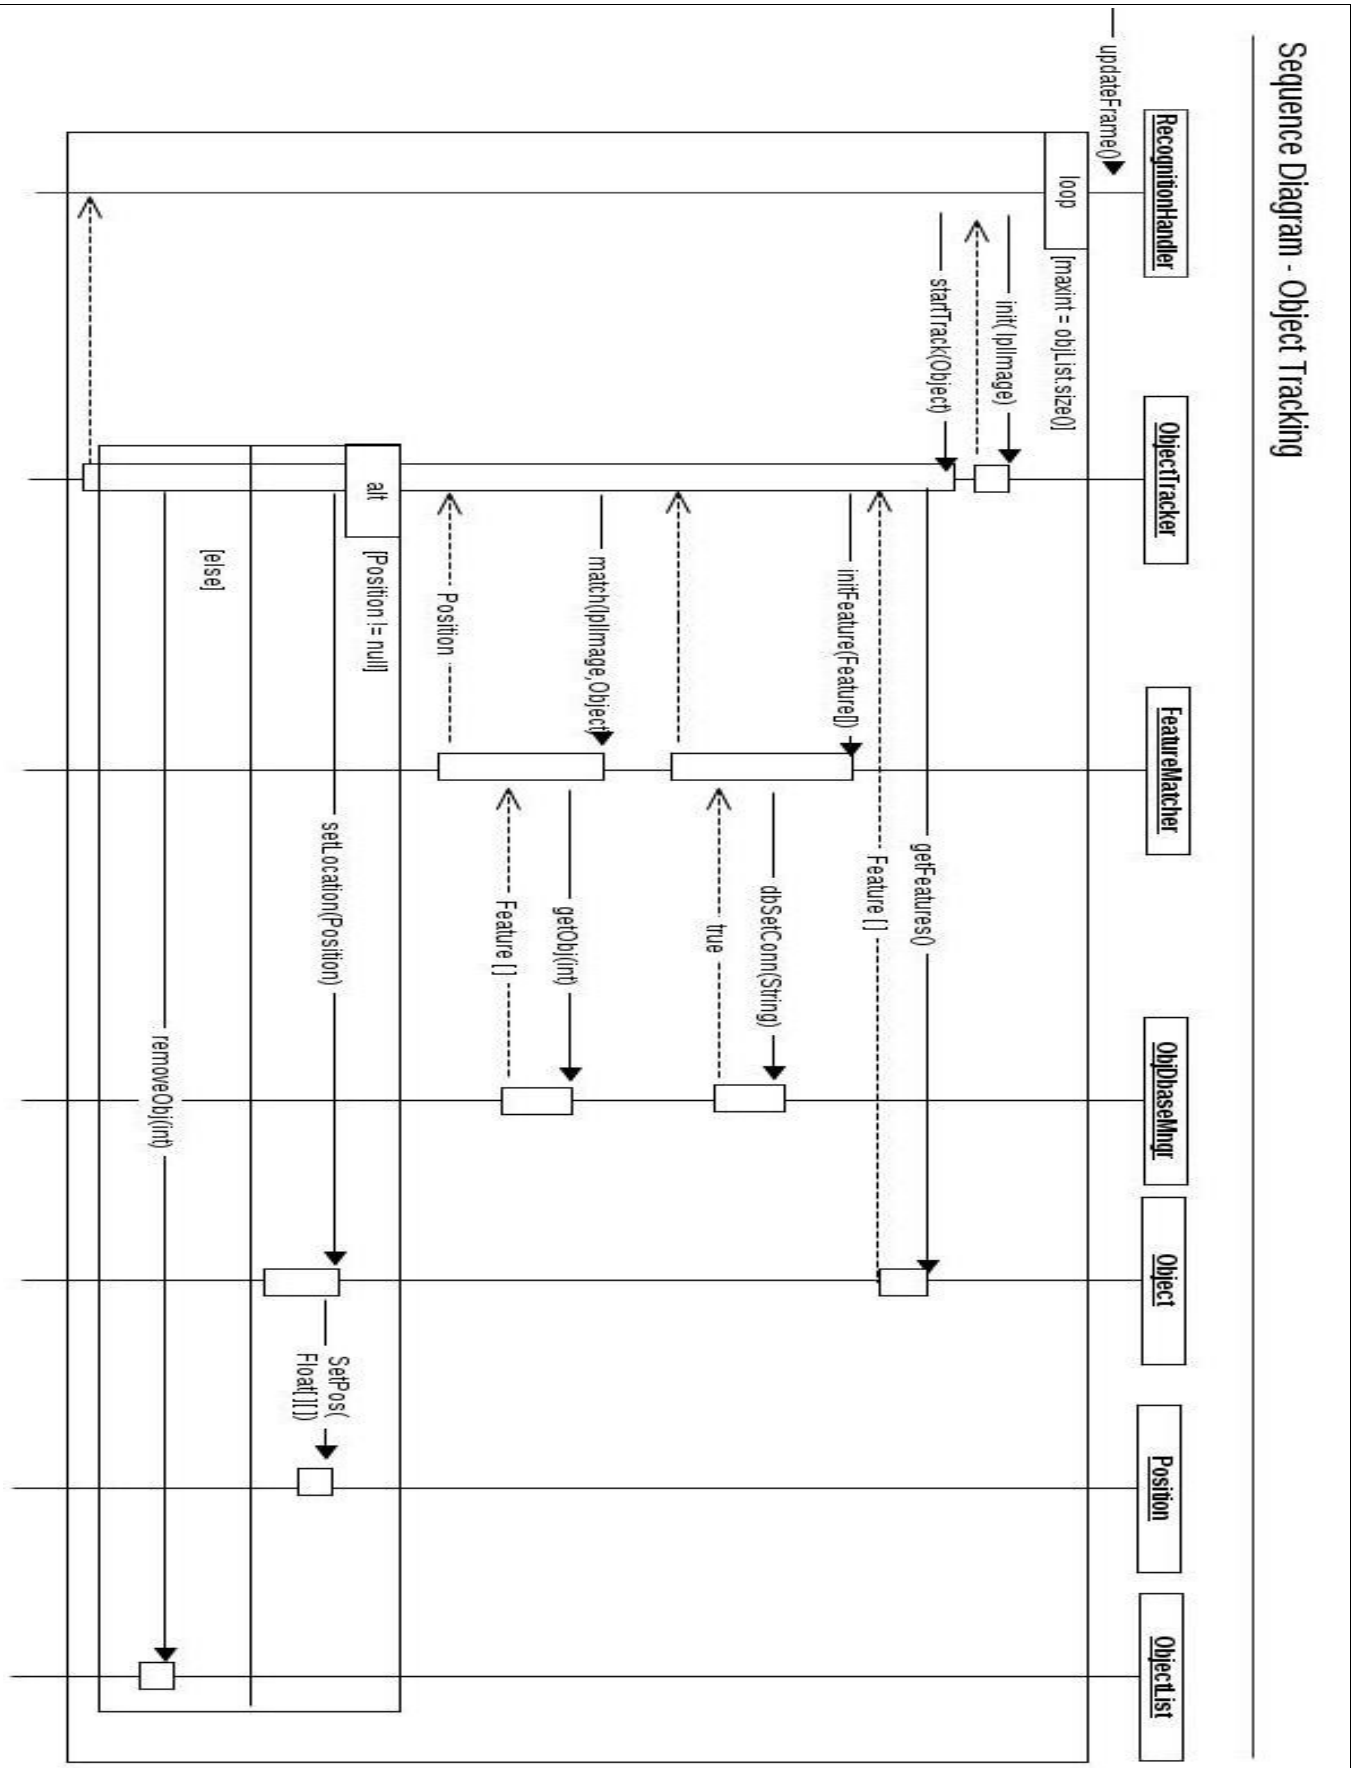 Sequence Diagram - Object Tracking
RecognitionHandler
ObjectTracker
FeatureMatcher
ObjDbaseMngr
Object
Position
ObjectList
updateFrame()
loop
[maxint = objList.size()]
init( IplImage)
startTrack(Object)
getFeatures()
Feature [ ]
initFeature(Feature[])
dbSetConn(String)
true
match(IplImage,Object)
getObj(int)
Feature [ ]
Position
alt
[Position != null]
setLocation(Position)
SetPos(
Float[ ][ ])
[else]
removeObj(int)